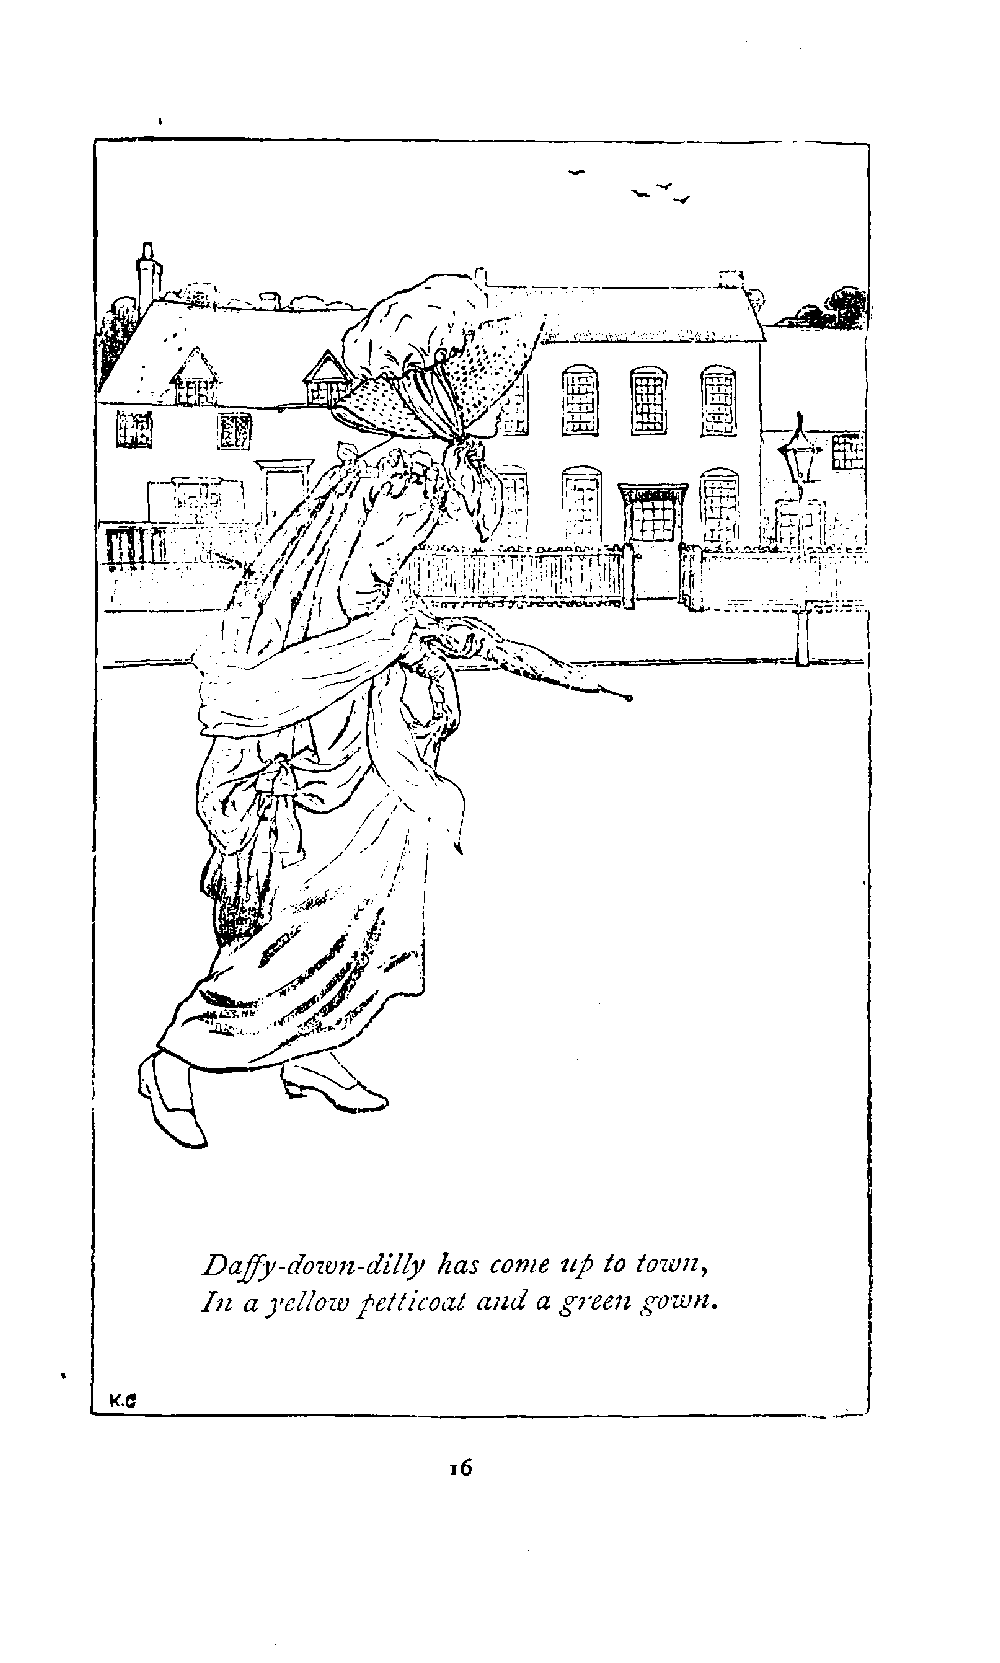 Daffy-down-dilly has come up to town,
In a yellow petticoat and a green gown.
K.G
16